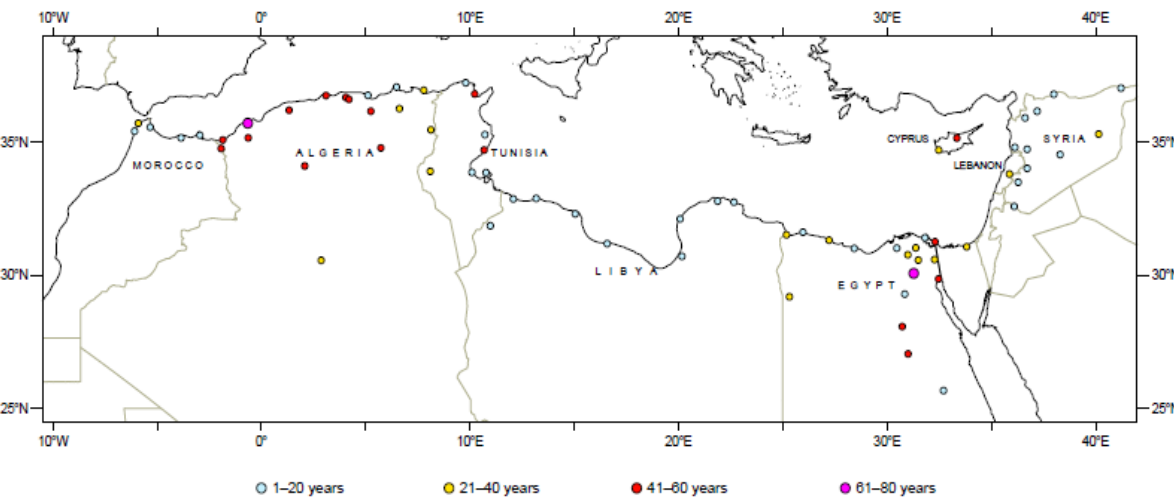 10°W 0° 10°E 20°E 30°E 40°E
35°N CYPRUS SYRIA 35°N
MOROCCO ALGERIA TUNISIA LEBANON
30°N LIBYA EGYPT 30°N
25°N 25°N
10°W 0° 10°E 20°E 30°E 40°E
1–20 years 21–40 years 41–60 years 61–80 years